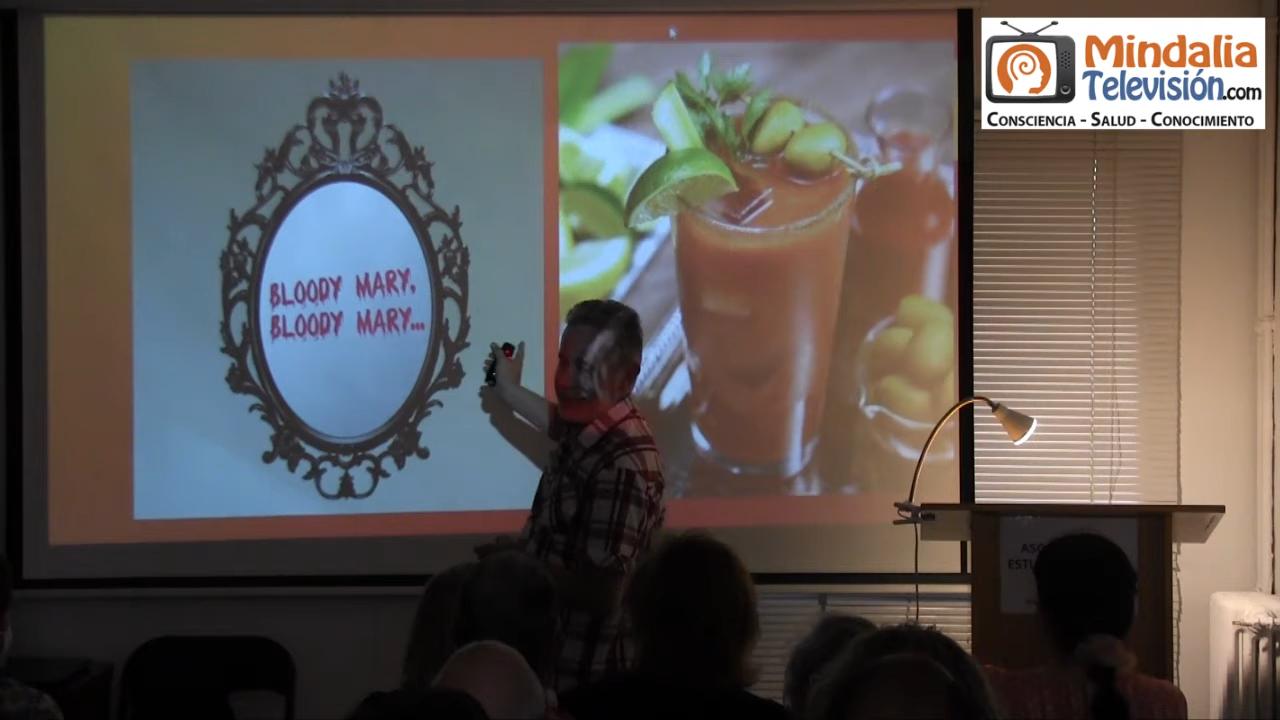 Mindalia
Televisión.com
CONSCIENCIA - SALUD - CONOCIMIENTO
BLOODY MARY,
BLOODY MARY...